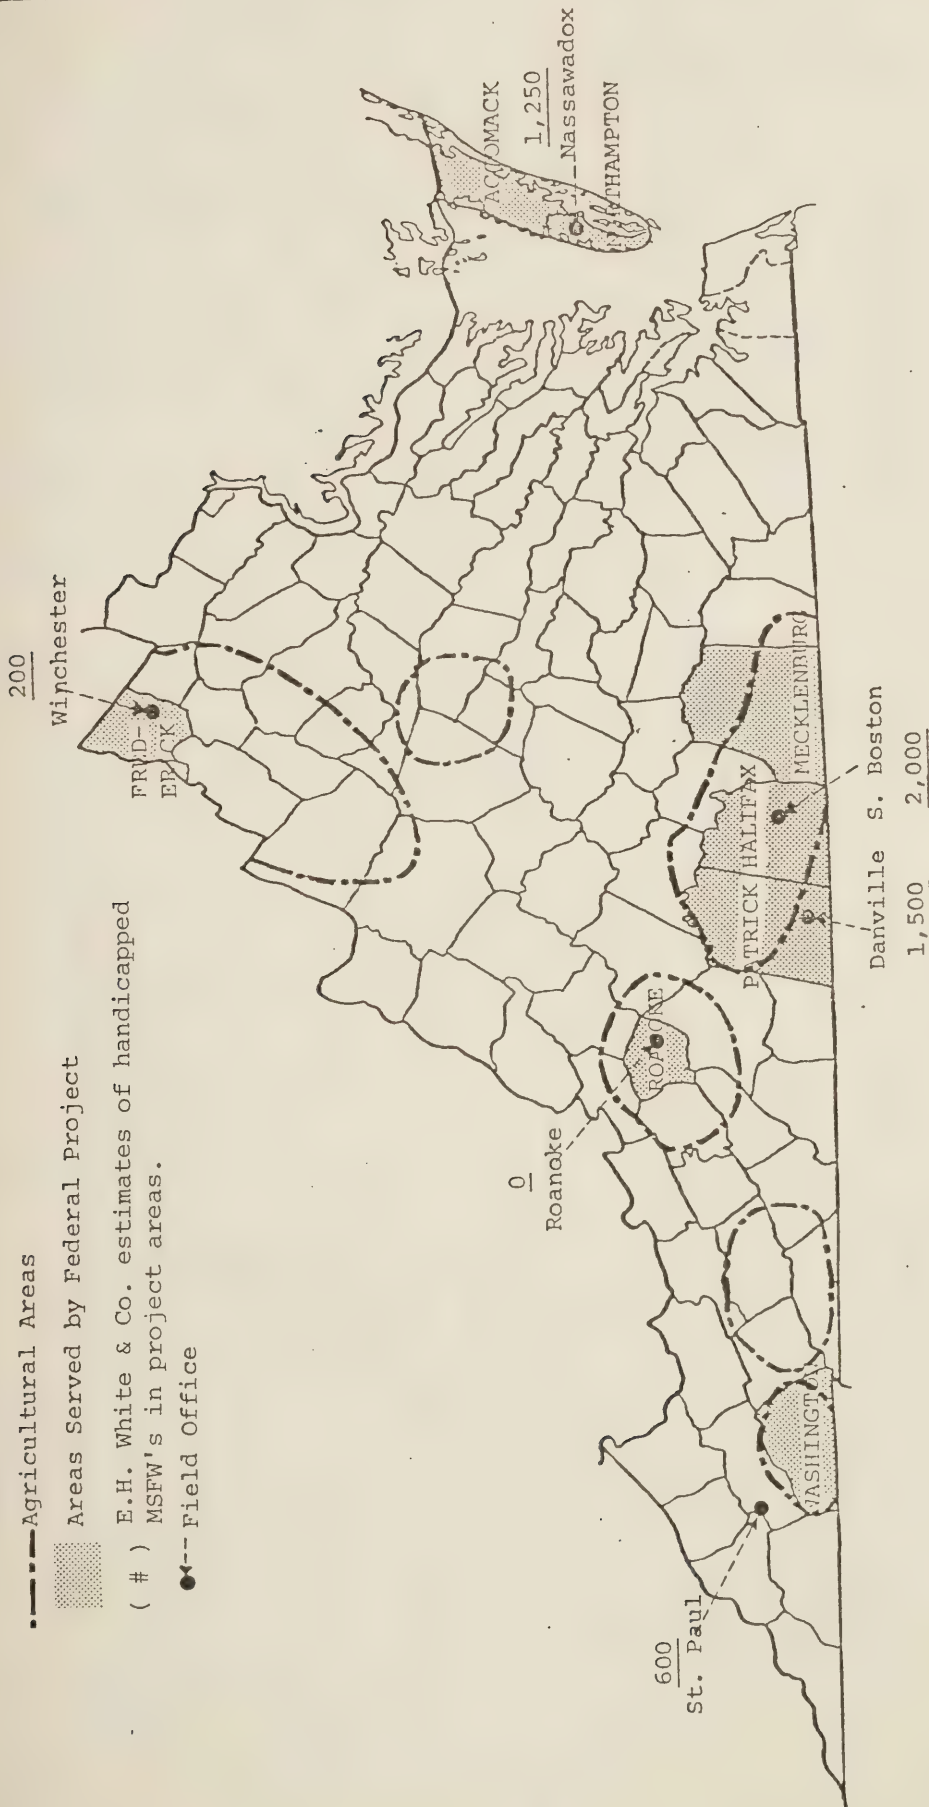 Agricultural Areas
Areas Served by Federal Project
( # ) E.H. White & Co. estimates of handicapped
MSFW's in project areas.
Field Office
200
Winchester
FRED-
ERICK
ACCOMACK
1,250
Nassawadox
THAMPTON
0
Roanoke
ROANOKE
PATRICK
HALIFAX
MECKLENBURG
600
St. Paul
WASHINGTON
Danville
S. Boston
1,500
2,000